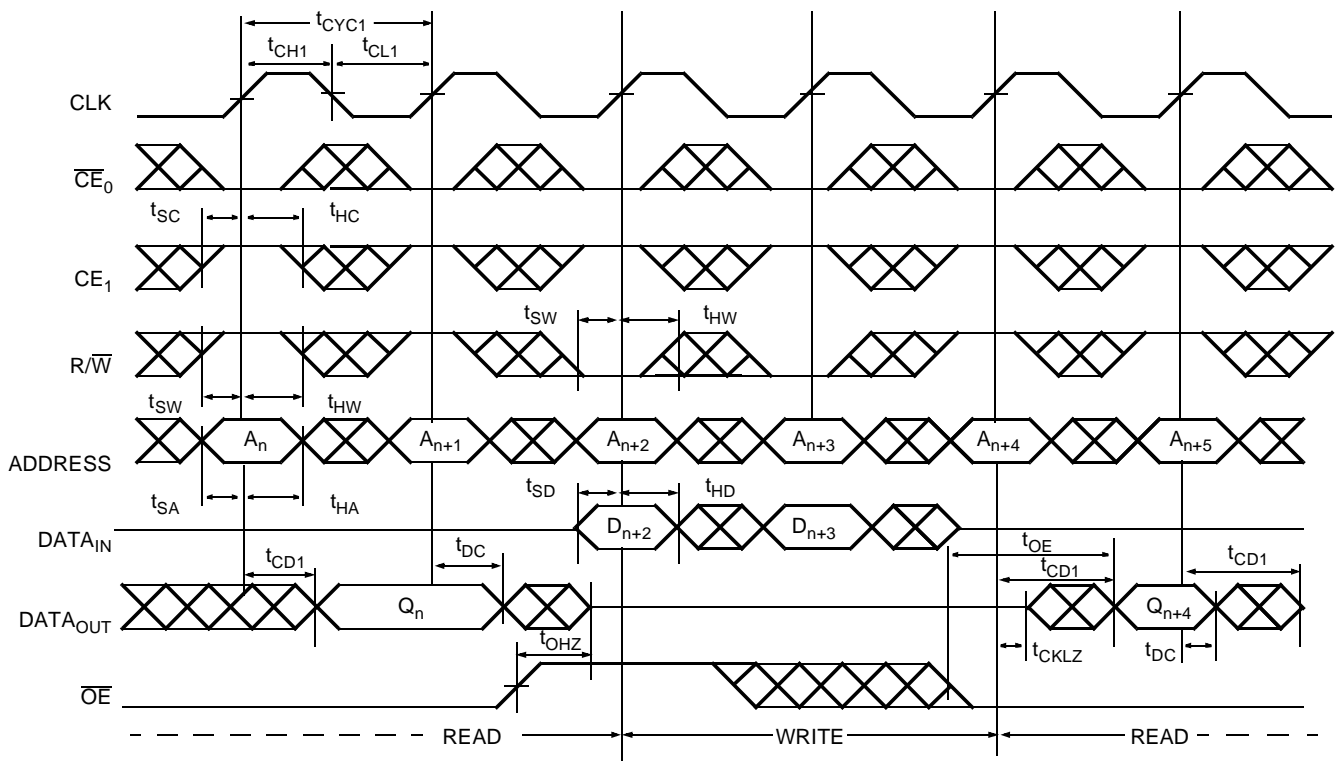 tCYC1
tCH1 tCL1
CLK
CE0
tSC tHC
CE1
tSW tHW
R/W
tSW tHW
An An+1 An+2 An+3 An+4 An+5
ADDRESS
tSA tHA tSD tHD
Dn+2 Dn+3
DATAIN
tOE
tCD1 tDC tCD1 tCD1
Qn Qn+4
DATAOUT
tOHZ tCKLZ tDC
OE
READ WRITE READ